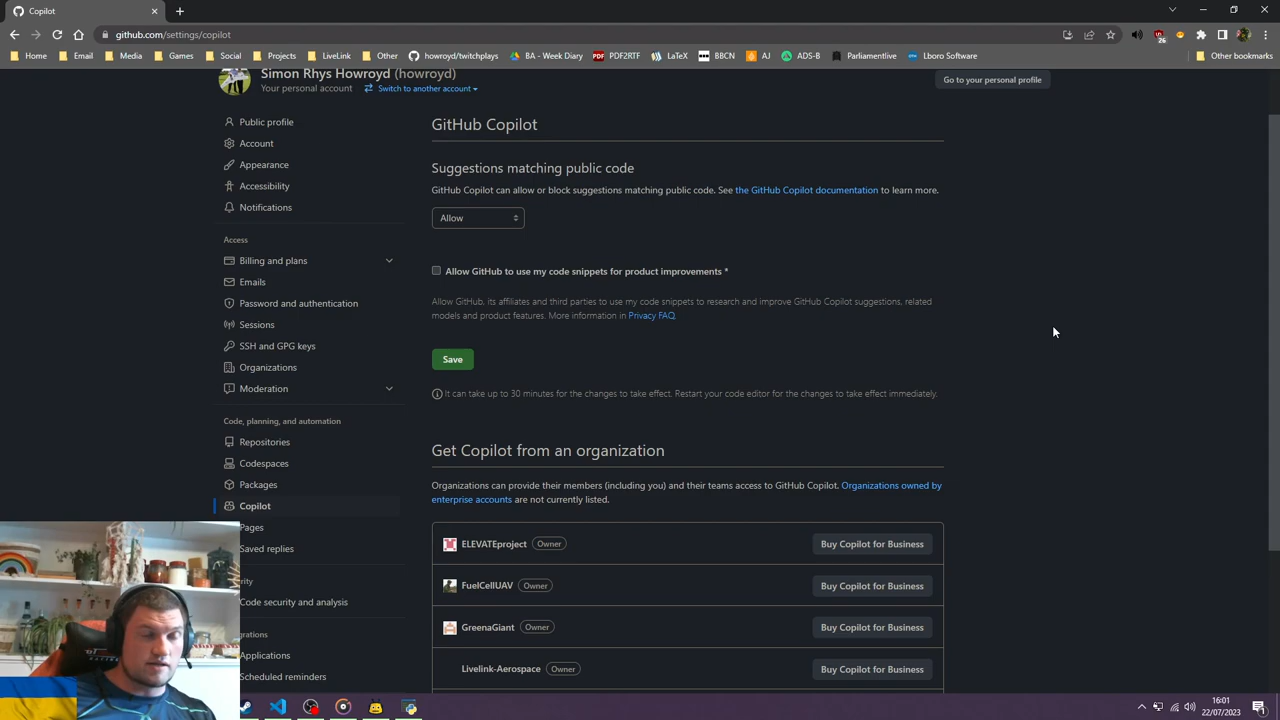 Copilot
github.com/settings/copilot
Home
Email
Media
Games
Social
LiveLink
Other
howroyd/twitchplays
BA - Week Diary
PDF2RTF
LaTeX
BBCN
AJ
ADS-B
Parliamentlive
Lboro Software
Other bookmarks
Simon Rhys Howroyd (howroyd)
Your personal account
Switch to another account
Go to your personal profile
Public profile
Account
Appearance
Accessibility
Notifications
Access
Billing and plans
Emails
Password and authentication
Sessions
SSH and GPG keys
Organizations
Moderation
Code, planning, and automation
Repositories
Codespaces
Packages
Copilot
Pages
Saved replies
rity
Code security and analysis
grations
Applications
Scheduled reminders
GitHub Copilot
Suggestions matching public code
GitHub Copilot can allow or block suggestions matching public code. See the GitHub Copilot documentation to learn more.
Allow
Allow GitHub to use my code snippets for product improvements *
Allow GitHub, its affiliates and third parties to use my code snippets to research and improve GitHub Copilot suggestions, related
models and product features. More information in Privacy FAQ.
Save
It can take up to 30 minutes for the changes to take effect. Restart your code editor for the changes to take effect immediately.
Get Copilot from an organization
Organizations can provide their members (including you) and their teams access to GitHub Copilot. Organizations owned by
enterprise accounts are not currently listed.
ELEVATEproject Owner Buy Copilot for Business
FuelCellUAV Owner Buy Copilot for Business
GreenaGiant Owner Buy Copilot for Business
Livelink-Aerospace Owner Buy Copilot for Business
16:01
22/07/2023